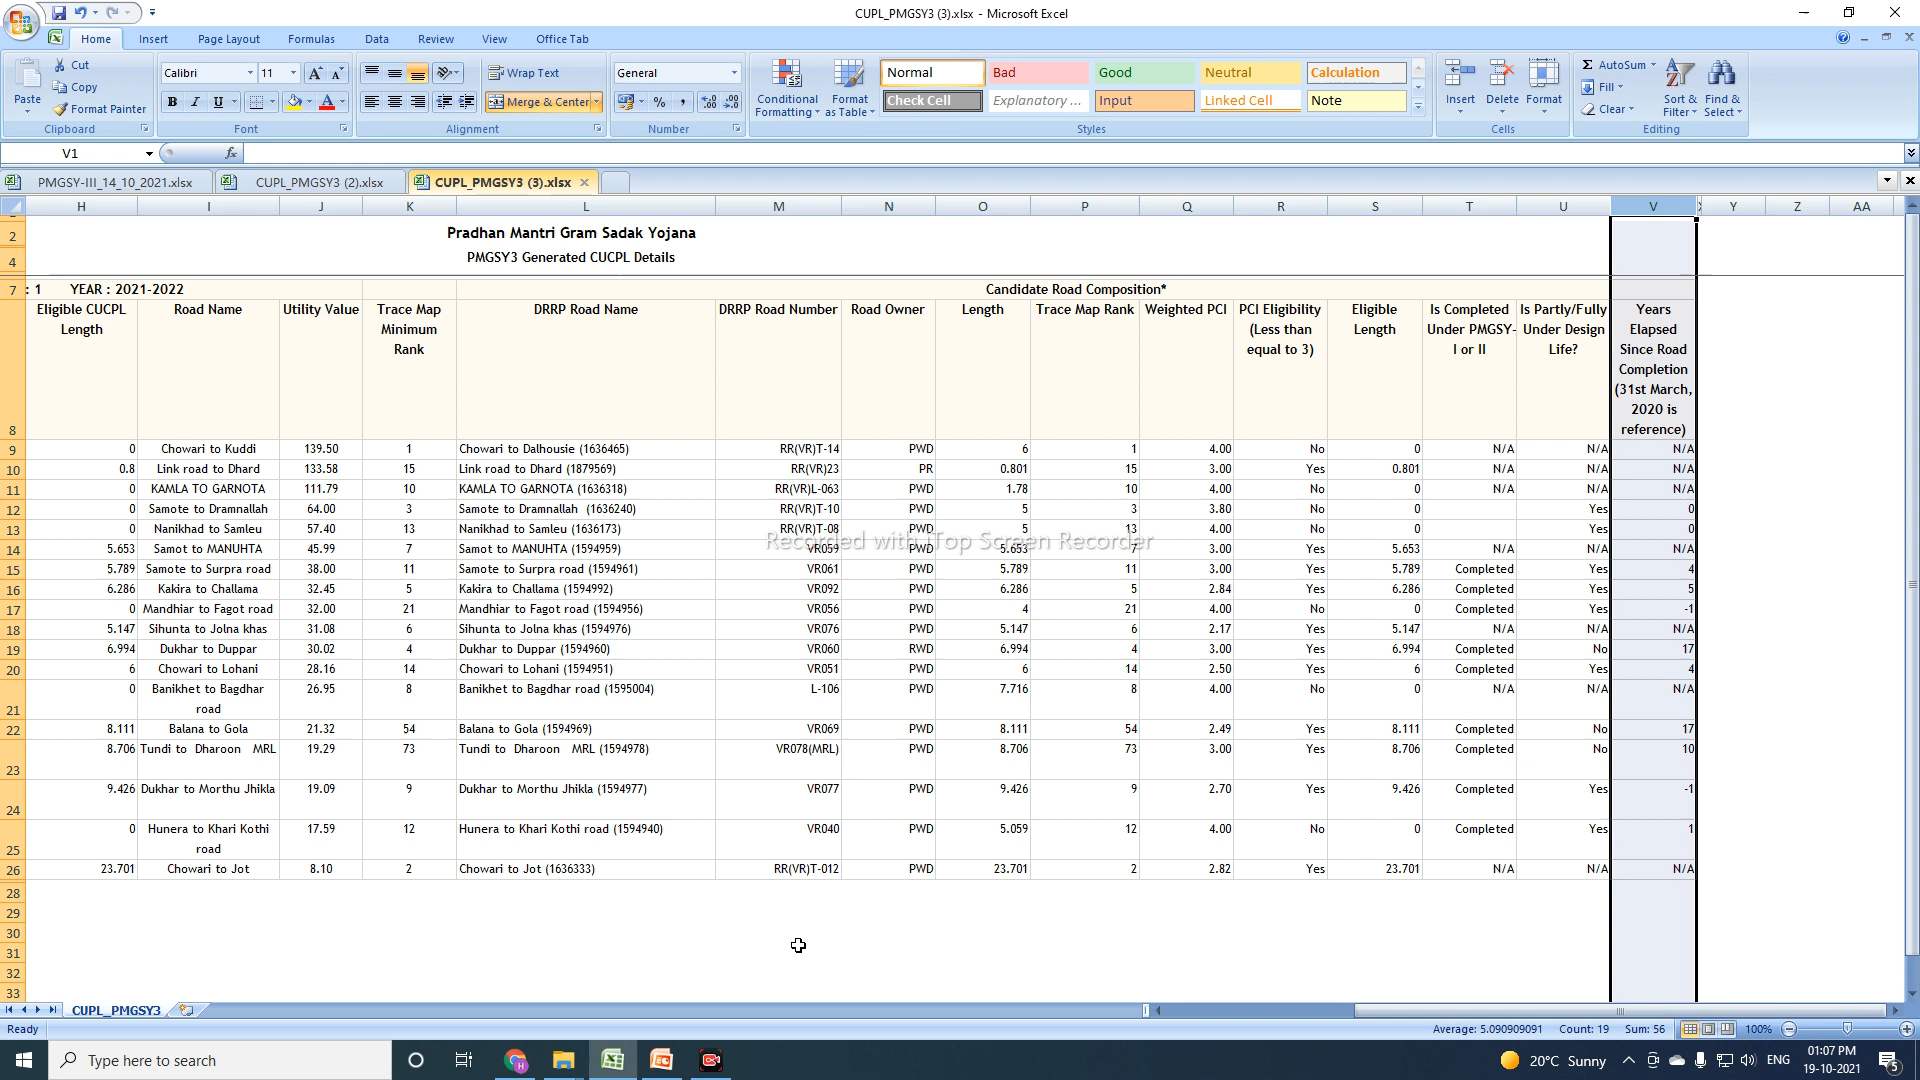 CUPL_PMGSY3 (3).xlsx - Microsoft Excel
Home Insert Page Layout Formulas Data Review View Office Tab
Cut
Copy
Format Painter
Paste
Clipboard
Calibri 11
B I U
Font
Wrap Text
Merge & Center
Alignment
General
% ,
Number
Conditional Formatting
Format as Table
Normal Bad Good Neutral Calculation
Check Cell Explanatory ... Input Linked Cell Note
Styles
Insert Delete Format
Cells
Σ AutoSum
Fill
Clear
Sort & Filter
Find & Select
Editing
V1 fx
PMGSY-III_14_10_2021.xlsx CUPL_PMGSY3 (2).xlsx CUPL_PMGSY3 (3).xlsx
H I J K L M N O P Q R S T U V Y Z AA
2 Pradhan Mantri Gram Sadak Yojana
4 PMGSY3 Generated CUCPL Details
7 : 1 YEAR : 2021-2022 Candidate Road Composition*
8 Eligible CUCPL Length Road Name Utility Value Trace Map Minimum Rank DRRP Road Name DRRP Road Number Road Owner Length Trace Map Rank Weighted PCI PCI Eligibility (Less than equal to 3) Eligible Length Is Completed Under PMGSY-I or II Is Partly/Fully Under Design Life? Years Elapsed Since Road Completion (31st March, 2020 is reference)
9 0 Chowari to Kuddi 139.50 1 Chowari to Dalhousie (1636465) RR(VR)T-14 PWD 6 1 4.00 No 0 N/A N/A N/A
10 0.8 Link road to Dhard 133.58 15 Link road to Dhard (1879569) RR(VR)23 PR 0.801 15 3.00 Yes 0.801 N/A N/A N/A
11 0 KAMLA TO GARNOTA 111.79 10 KAMLA TO GARNOTA (1636318) RR(VR)L-063 PWD 1.78 10 4.00 No 0 N/A N/A N/A
12 0 Samote to Dramnallah 64.00 3 Samote to Dramnallah (1636240) RR(VR)T-10 PWD 5 3 3.80 No 0 Yes 0
13 0 Nanikhad to Samleu 57.40 13 Nanikhad to Samleu (1636173) RR(VR)T-08 PWD 5 13 4.00 No 0 Yes 0
Recorded with iTop Screen Recorder
14 5.653 Samot to MANUHTA 45.99 7 Samot to MANUHTA (1594959) VR059 PWD 5.653 7 3.00 Yes 5.653 N/A N/A N/A
15 5.789 Samote to Surpra road 38.00 11 Samote to Surpra road (1594961) VR061 PWD 5.789 11 3.00 Yes 5.789 Completed Yes 4
16 6.286 Kakira to Challama 32.45 5 Kakira to Challama (1594992) VR092 PWD 6.286 5 2.84 Yes 6.286 Completed Yes 5
17 0 Mandhiar to Fagot road 32.00 21 Mandhiar to Fagot road (1594956) VR056 PWD 4 21 4.00 No 0 Completed Yes -1
18 5.147 Sihunta to Jolna khas 31.08 6 Sihunta to Jolna khas (1594976) VR076 PWD 5.147 6 2.17 Yes 5.147 N/A N/A N/A
19 6.994 Dukhar to Duppar 30.02 4 Dukhar to Duppar (1594960) VR060 RWD 6.994 4 3.00 Yes 6.994 Completed No 17
20 6 Chowari to Lohani 28.16 14 Chowari to Lohani (1594951) VR051 PWD 6 14 2.50 Yes 6 Completed Yes 4
21 0 Banikhet to Bagdhar road 26.95 8 Banikhet to Bagdhar road (1595004) L-106 PWD 7.716 8 4.00 No 0 N/A N/A N/A
22 8.111 Balana to Gola 21.32 54 Balana to Gola (1594969) VR069 PWD 8.111 54 2.49 Yes 8.111 Completed No 17
23 8.706 Tundi to Dharoon MRL 19.29 73 Tundi to Dharoon MRL (1594978) VR078(MRL) PWD 8.706 73 3.00 Yes 8.706 Completed No 10
24 9.426 Dukhar to Morthu Jhikla 19.09 9 Dukhar to Morthu Jhikla (1594977) VR077 PWD 9.426 9 2.70 Yes 9.426 Completed Yes -1
25 0 Hunera to Khari Kothi road 17.59 12 Hunera to Khari Kothi road (1594940) VR040 PWD 5.059 12 4.00 No 0 Completed Yes 1
26 23.701 Chowari to Jot 8.10 2 Chowari to Jot (1636333) RR(VR)T-012 PWD 23.701 2 2.82 Yes 23.701 N/A N/A N/A
28
29
30
31
32
33
CUPL_PMGSY3
Ready Average: 5.090909091 Count: 19 Sum: 56 100%
Type here to search 20°C Sunny ENG 01:07 PM
19-10-2021 5